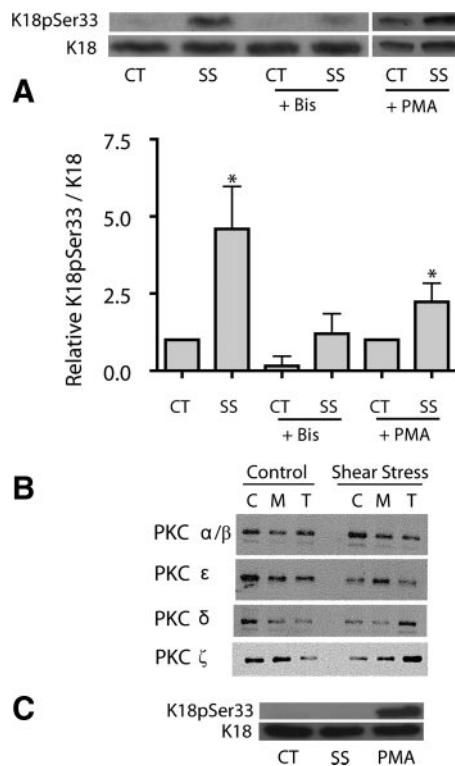 K18pSer33
K18
CT SS CT SS CT SS
+ Bis + PMA
A
7.5
5.0
2.5
0.0
Relative K18pSer33 / K18
* *
CT SS CT SS CT SS
+ Bis + PMA
B
Control Shear Stress
C M T C M T
PKC α/β
PKC ε
PKC δ
PKC ζ
C
K18pSer33
K18
CT SS PMA